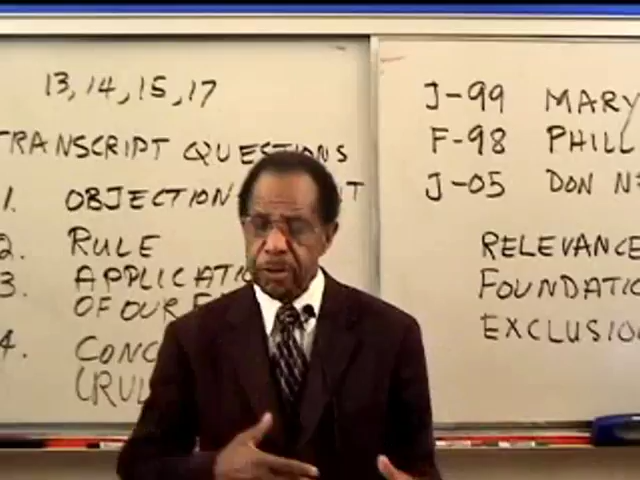 13, 14, 15, 17
TRANSCRIPT QUESTIONS
1. OBJECTION
2. RULE
3. APPLICATI
OF OUR F
4. CONC
(RUL
J-99 MARY
F-98 PHILL
J-05 DON N
RELEVANCE
FOUNDATIO
EXCLUSIO